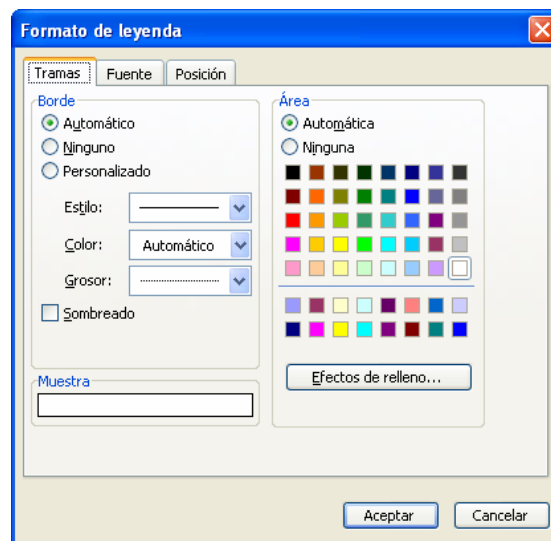 Formato de leyenda
Tramas Fuente Posición
Borde
Automático
Ninguno
Personalizado
Estilo:
Color: Automático
Grosor:
Sombreado
Muestra
Área
Automática
Ninguna
Efectos de relleno...
Aceptar Cancelar